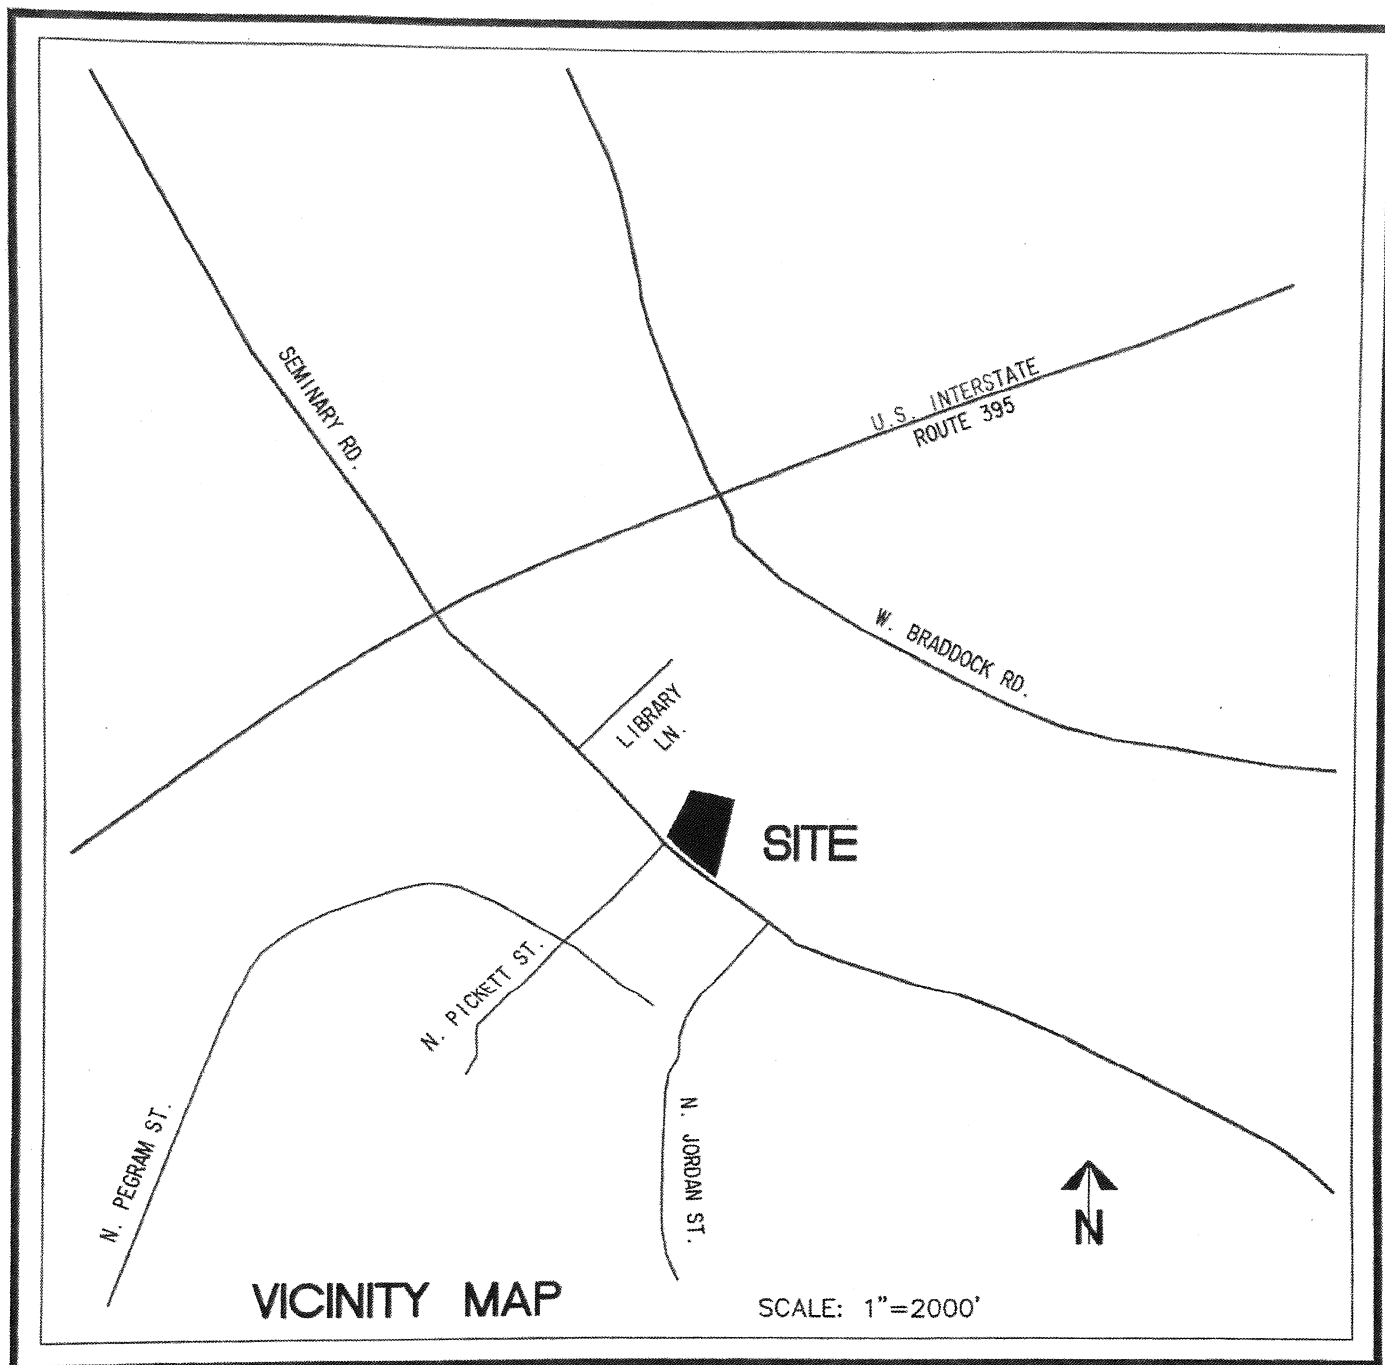 SEMINARY RD.
U.S. INTERSTATE
ROUTE 395
W. BRADDOCK RD.
LIBRARY
LN.
SITE
N. PICKETT ST.
N. PEGRAM ST.
N. JORDAN ST.
N
VICINITY MAP
SCALE: 1"=2000'